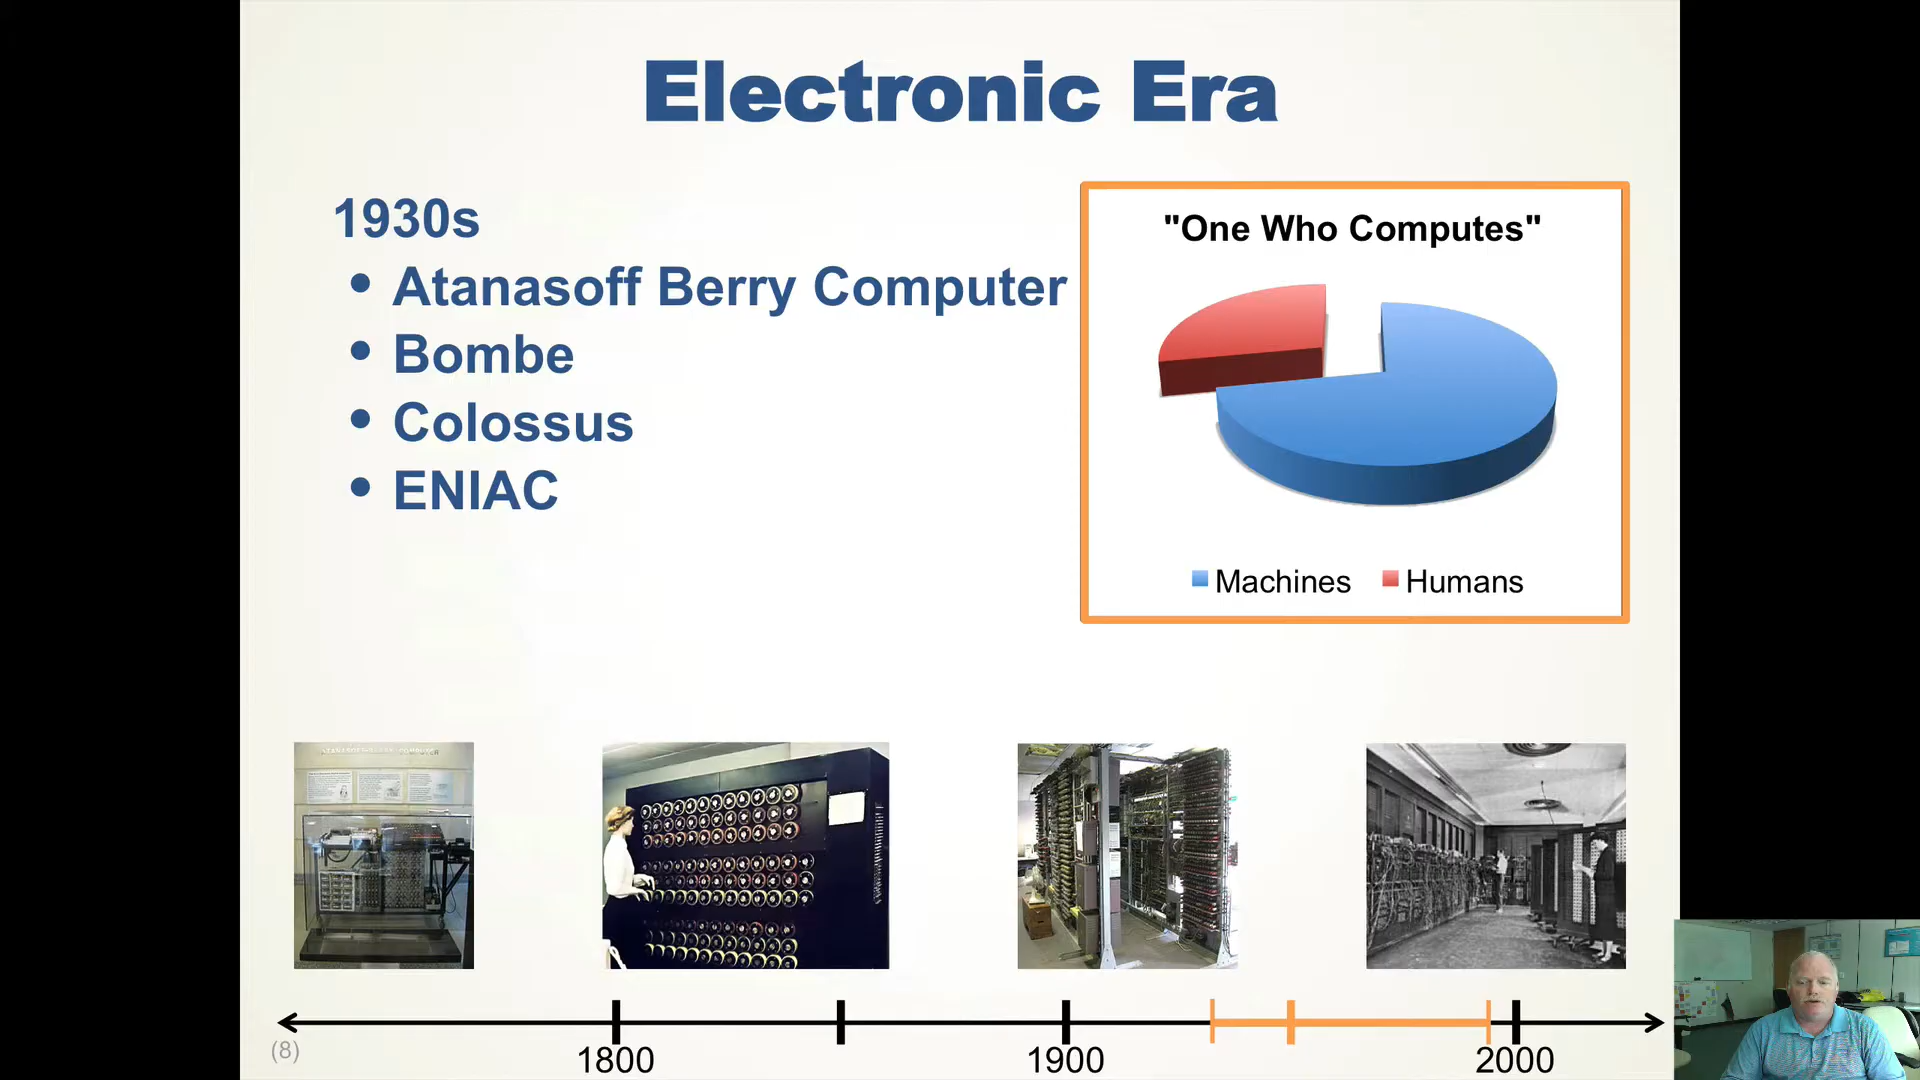 Electronic Era
1930s
• Atanasoff Berry Computer
• Bombe
• Colossus
• ENIAC
"One Who Computes"
Machines
Humans
(8)
1800
1900
2000